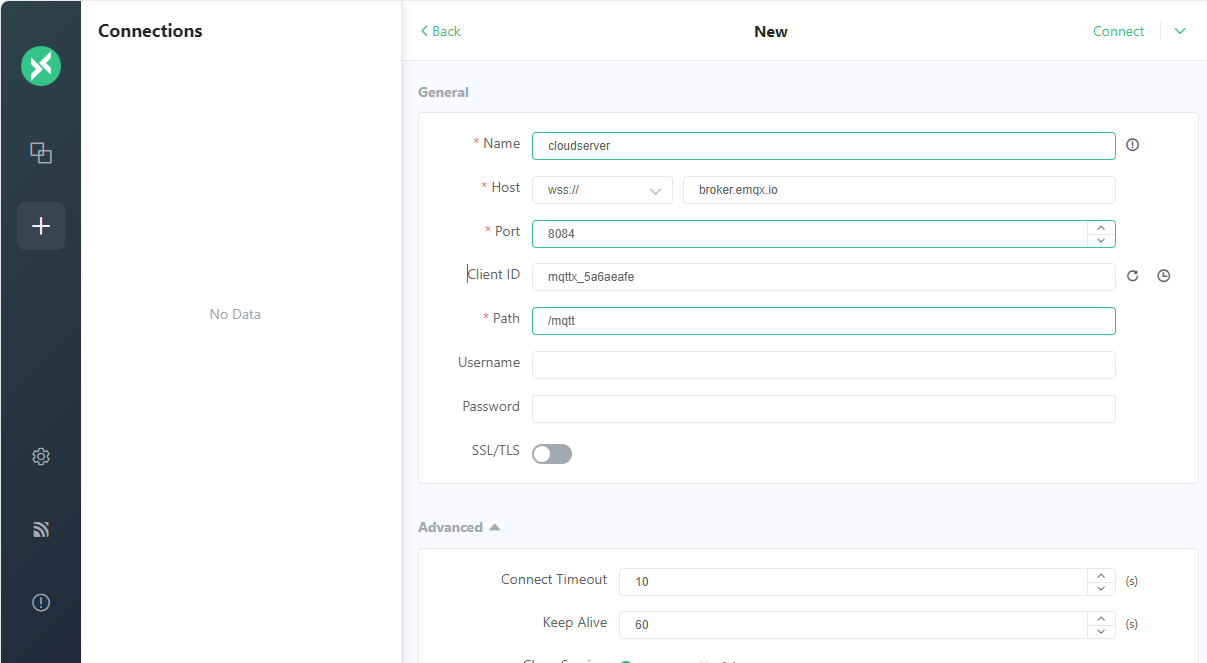 Connections
Back
New
Connect
General
* Name
cloudserver
* Host
wss://
broker.emqx.io
* Port
8084
Client ID
mqttx_5a6aeafe
No Data
* Path
/mqtt
Username
Password
SSL/TLS
Advanced
Connect Timeout
10
(s)
Keep Alive
60
(s)